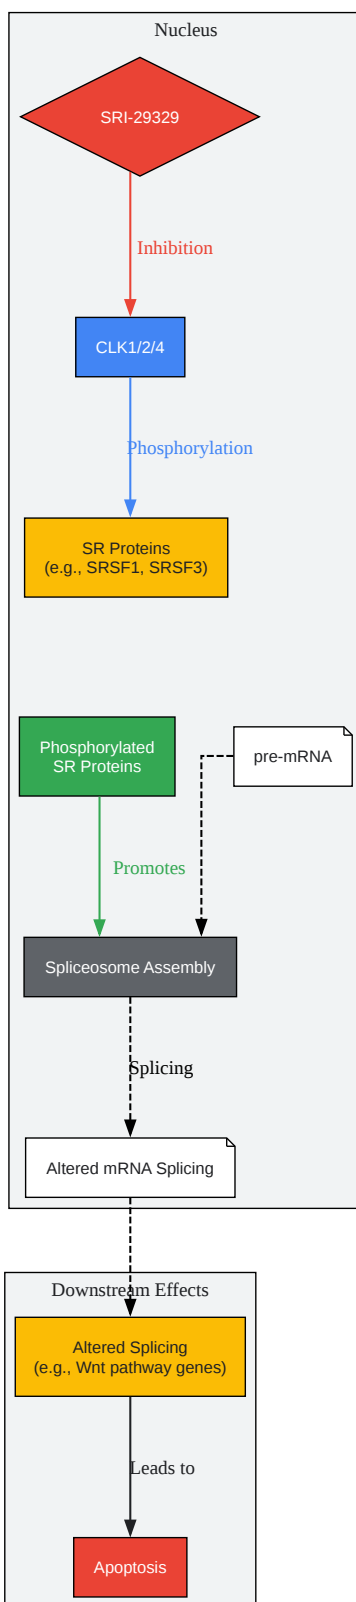 Nucleus
SRI-29329
Inhibition
CLK1/2/4
Phosphorylation
SR Proteins
(e.g., SRSF1, SRSF3)
Phosphorylated
SR Proteins
pre-mRNA
Promotes
Spliceosome Assembly
Splicing
Altered mRNA Splicing
Downstream Effects
Altered Splicing
(e.g., Wnt pathway genes)
Leads to
Apoptosis